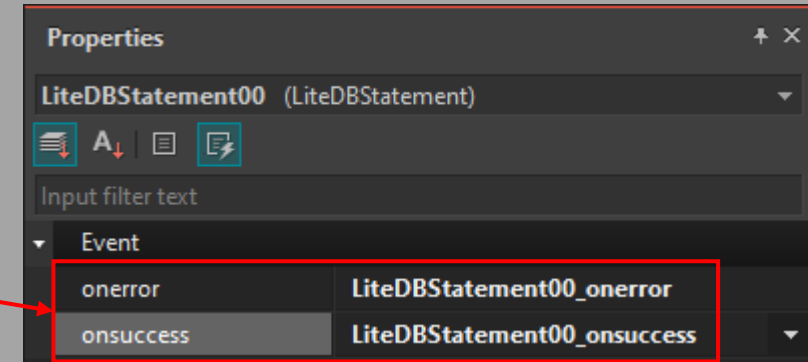 Properties
LiteDBStatement00 (LiteDBStatement)
A
Input filter text
Event
onerror LiteDBStatement00_onerror
onsuccess LiteDBStatement00_onsuccess